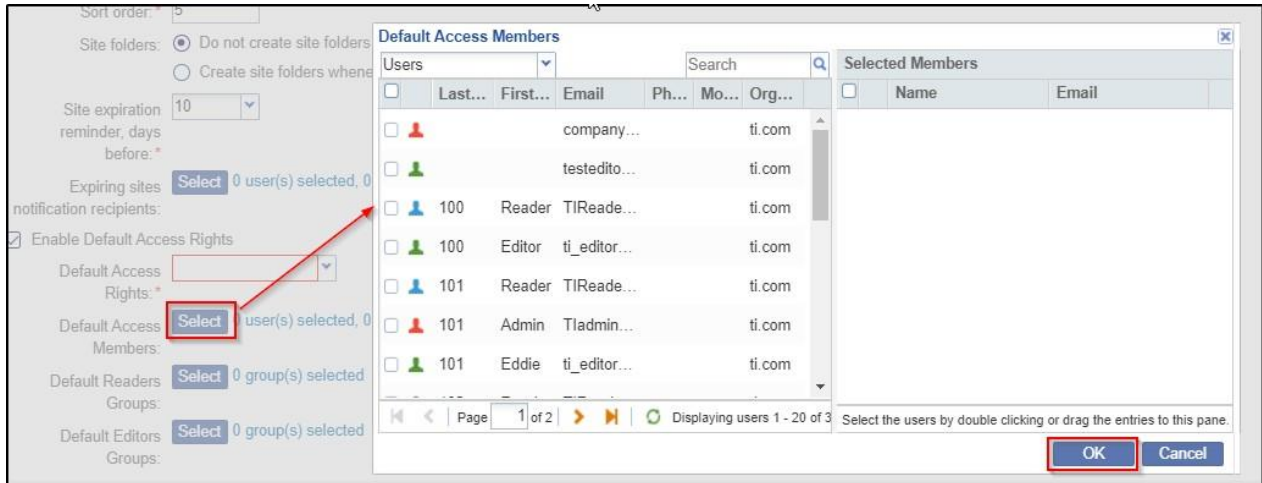 Sort order:* 5
Site folders: Do not create site folders
Create site folders whene
Site expiration reminder, days before:* 10
Expiring sites notification recipients: Select 0 user(s) selected, 0
Enable Default Access Rights
Default Access Rights:*
Default Access Members: Select 0 user(s) selected, 0
Default Readers Groups: Select 0 group(s) selected
Default Editors Groups: Select 0 group(s) selected
Default Access Members
Users Search
Last... First... Email Ph... Mo... Org...
company... ti.com
testedito... ti.com
100 Reader TIReade... ti.com
100 Editor ti_editor... ti.com
101 Reader TIReade... ti.com
101 Admin TIadmin... ti.com
101 Eddie ti_editor... ti.com
Page 1 of 2 Displaying users 1 - 20 of 3
Selected Members
Name Email
Select the users by double clicking or drag the entries to this pane.
OK Cancel